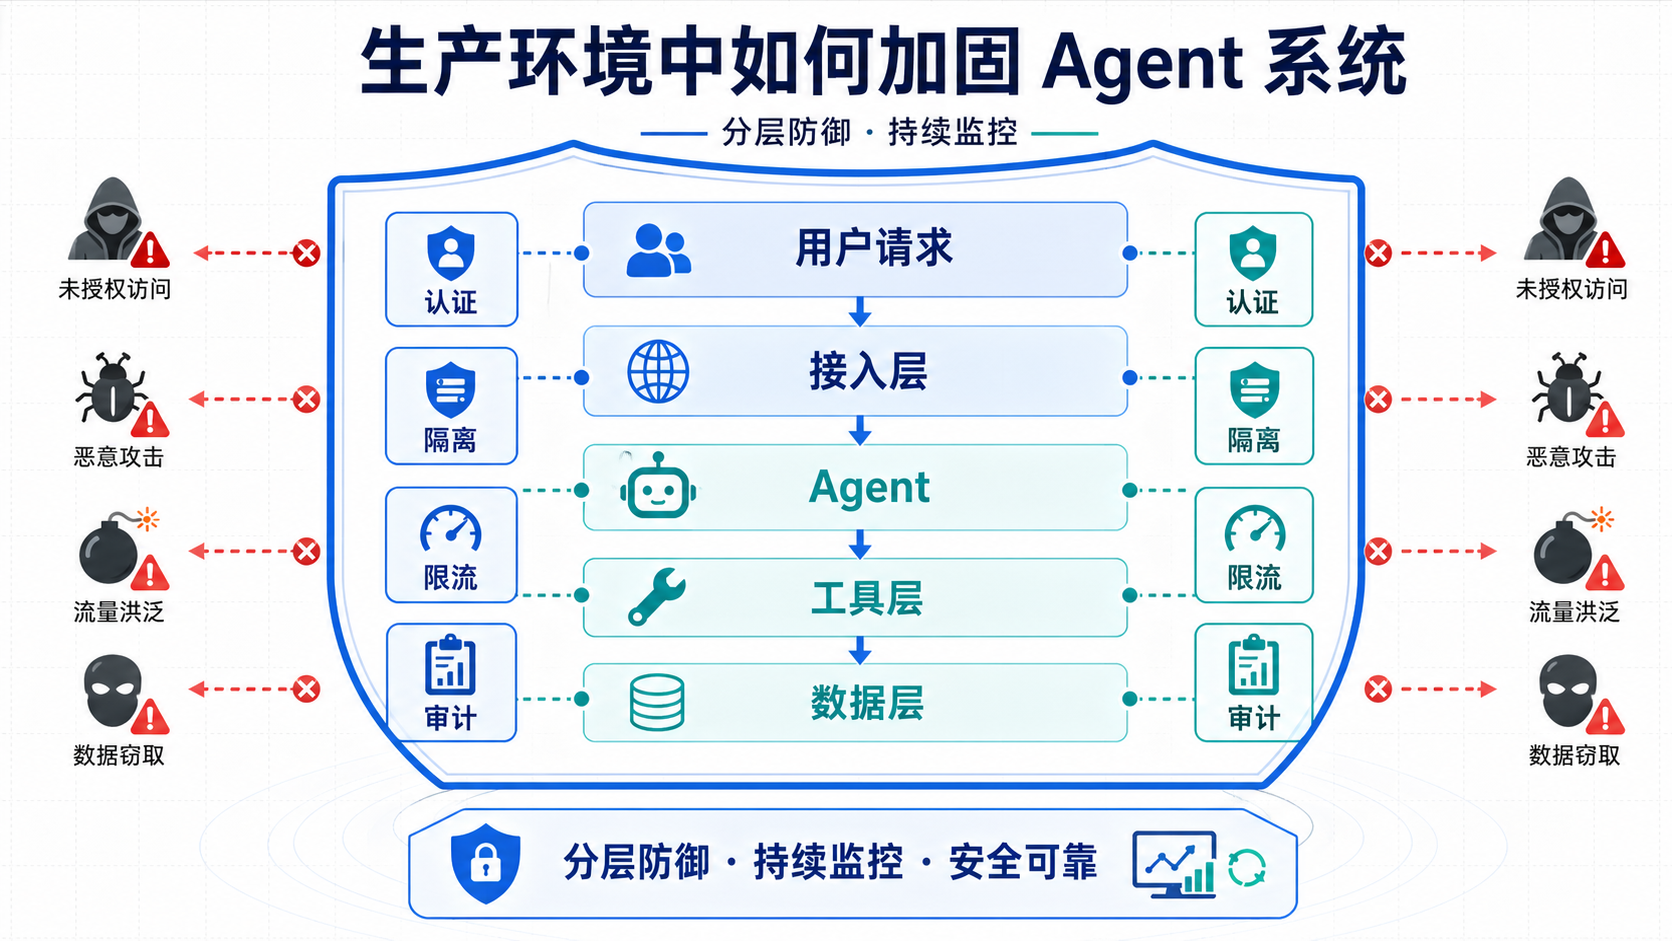 生产环境中如何加固 Agent 系统
分层防御 · 持续监控
未授权访问
恶意攻击
流量洪泛
数据窃取
认证
隔离
限流
审计
用户请求
接入层
Agent
工具层
数据层
认证
隔离
限流
审计
未授权访问
恶意攻击
流量洪泛
数据窃取
分层防御 · 持续监控 · 安全可靠